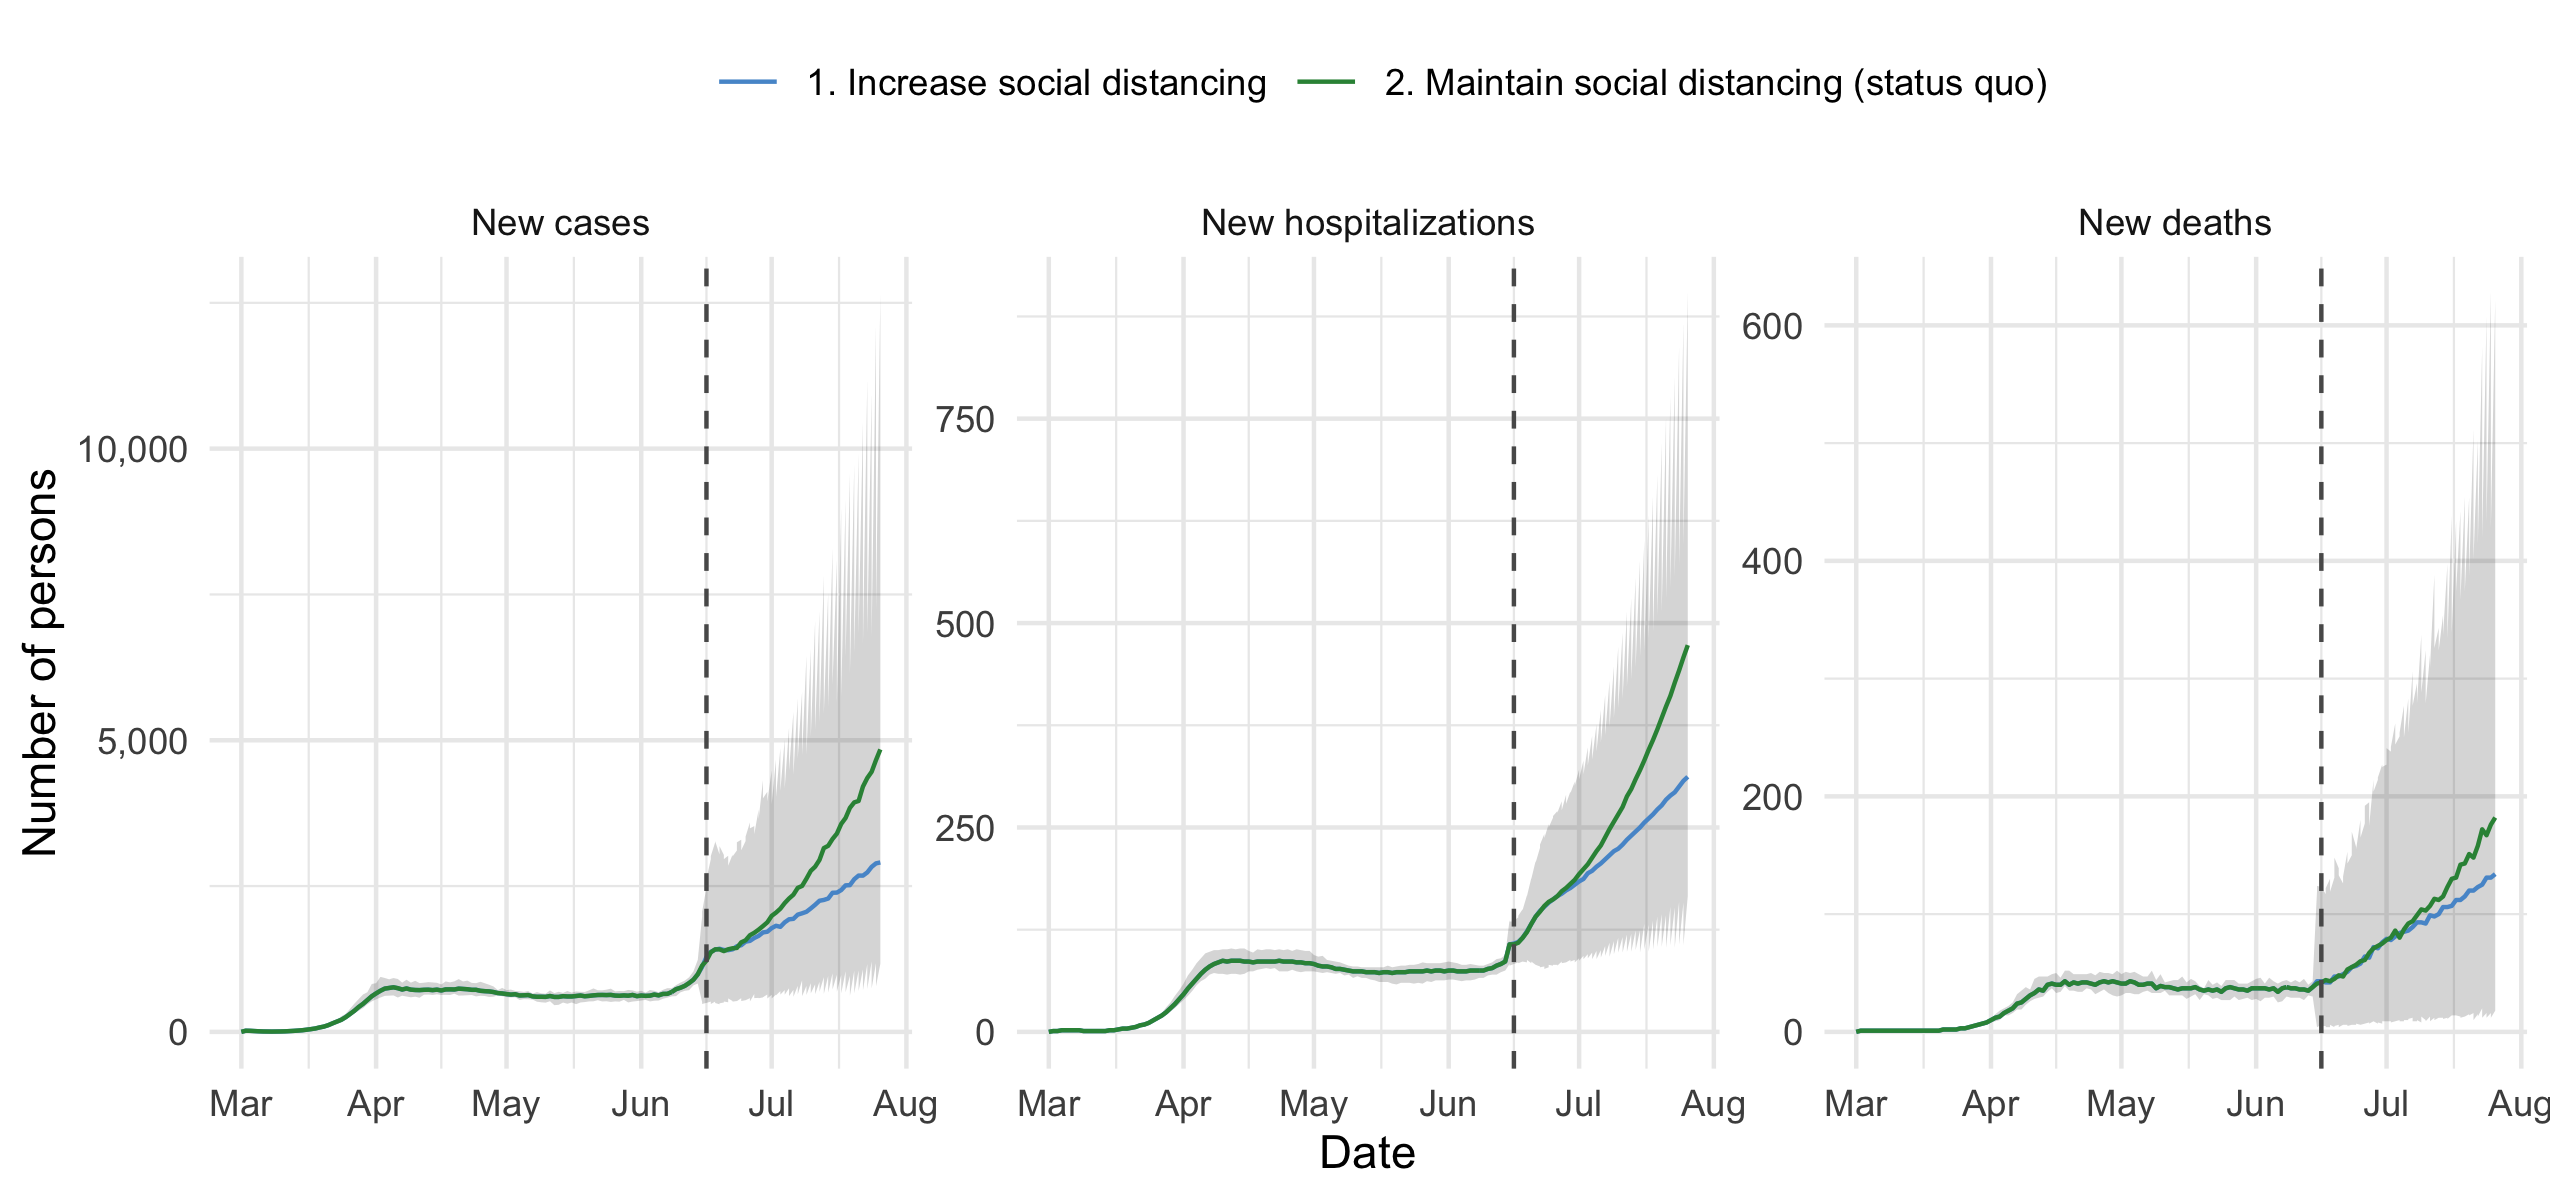 1. Increase social distancing 2. Maintain social distancing (status quo)
New cases
New hospitalizations
New deaths
Number of persons
10,000
5,000
0
Mar Apr May Jun Jul Aug
750
500
250
0
Mar Apr May Jun Jul Aug
600
400
200
0
Mar Apr May Jun Jul Aug
Date